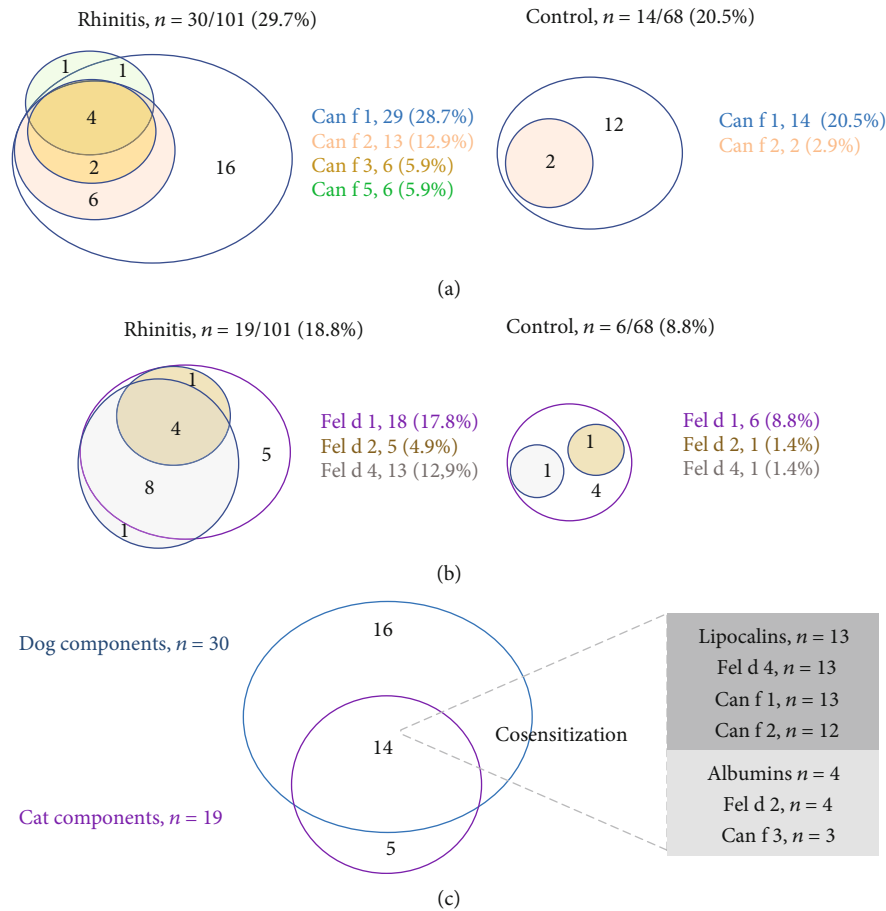 Rhinitis, n = 30/101 (29.7%)
Control, n = 14/68 (20.5%)
1
1
4
2
6
16
Can f 1, 29 (28.7%)
Can f 2, 13 (12.9%)
Can f 3, 6 (5.9%)
Can f 5, 6 (5.9%)
12
2
Can f 1, 14 (20.5%)
Can f 2, 2 (2.9%)
(a)
Rhinitis, n = 19/101 (18.8%)
Control, n = 6/68 (8.8%)
1
4
5
8
1
Fel d 1, 18 (17.8%)
Fel d 2, 5 (4.9%)
Fel d 4, 13 (12,9%)
1
1
4
Fel d 1, 6 (8.8%)
Fel d 2, 1 (1.4%)
Fel d 4, 1 (1.4%)
(b)
Dog components, n = 30
16
14
Cosensitization
Cat components, n = 19
5
Lipocalins, n = 13
Fel d 4, n = 13
Can f 1, n = 13
Can f 2, n = 12
Albumins n = 4
Fel d 2, n = 4
Can f 3, n = 3
(c)